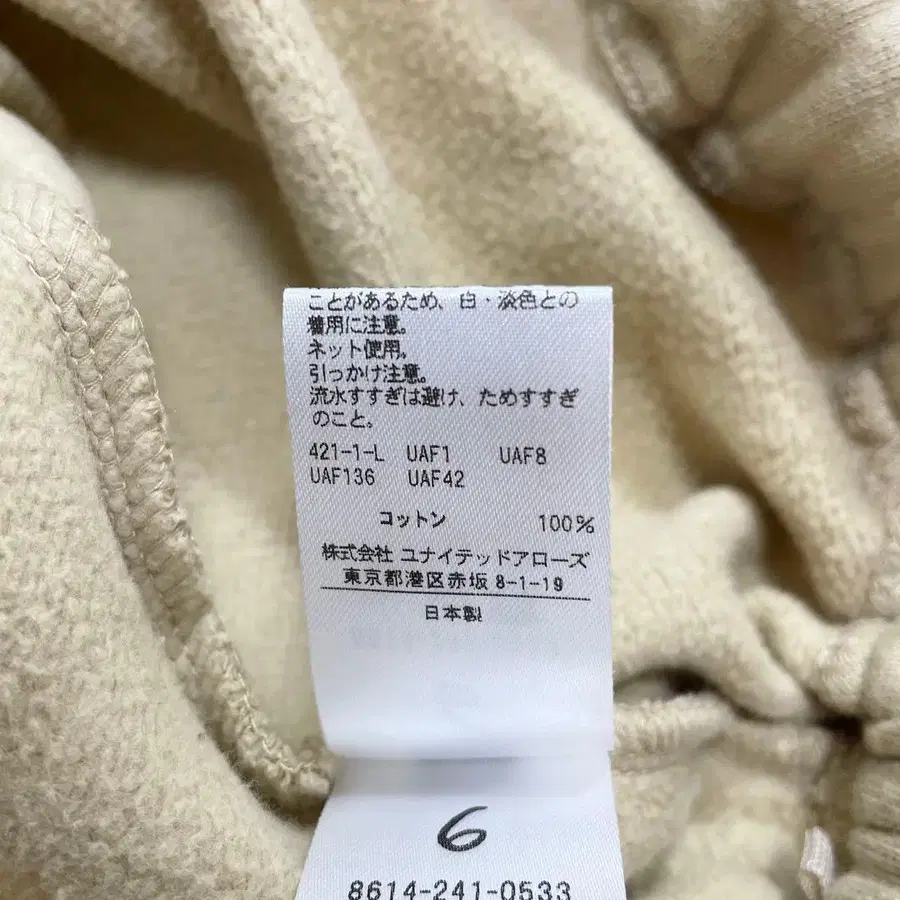 ことがあるため、白・淡色との
着用に注意。
ネット使用。
引っかけ注意。
流水すすぎは避け、ためすすぎ
のこと。
421-1-L UAF1 UAF8
UAF136 UAF42
コットン 100%
株式会社 ユナイテッドアローズ
東京都港区赤坂 8-1-19
日本製
6
8614-241-0533